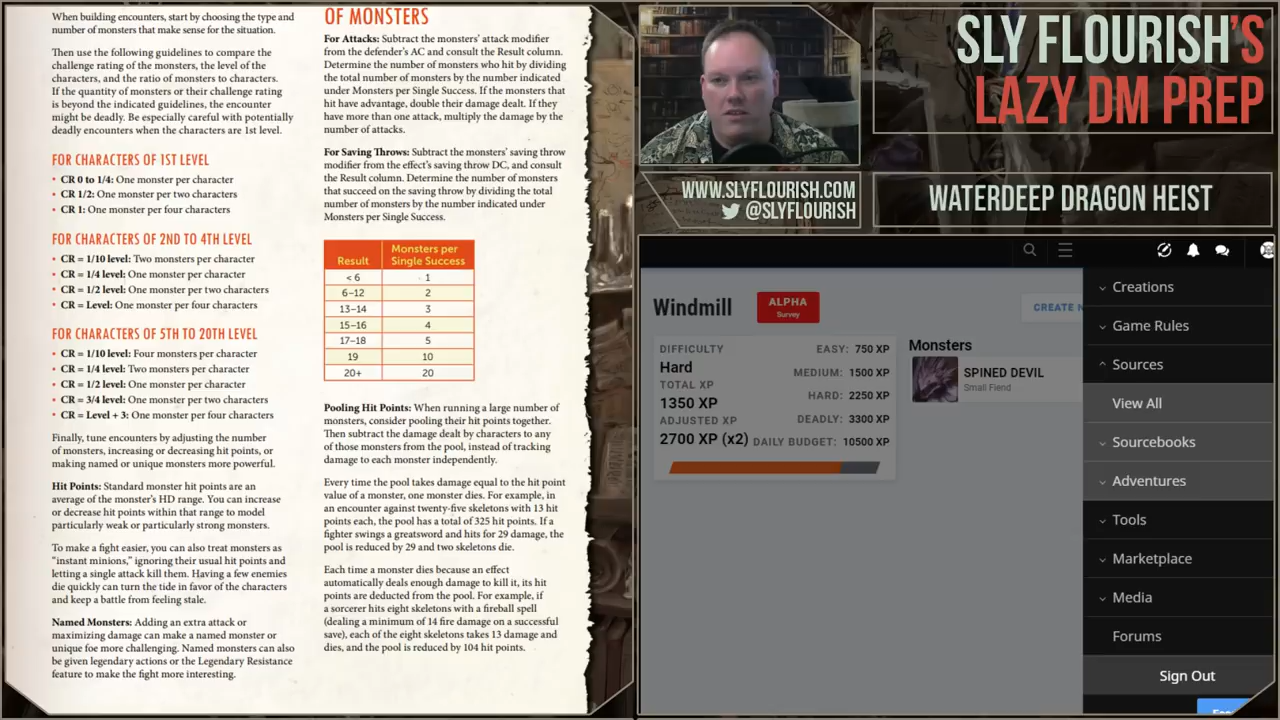 When building encounters, start by choosing the type and
number of monsters that make sense for the situation.
Then use the following guidelines to compare the
challenge rating of the monsters, the level of the
characters, and the ratio of monsters to characters.
If the quantity of monsters or their challenge rating
is beyond the indicated guidelines, the encounter
might be deadly. Be especially careful with potentially
deadly encounters when the characters are 1st level.
FOR CHARACTERS OF 1ST LEVEL
• CR 0 to 1/4: One monster per character
• CR 1/2: One monster per two characters
• CR 1: One monster per four characters
FOR CHARACTERS OF 2ND TO 4TH LEVEL
• CR = 1/10 level: Two monsters per character
• CR = 1/4 level: One monster per character
• CR = 1/2 level: One monster per two characters
• CR = Level: One monster per four characters
FOR CHARACTERS OF 5TH TO 20TH LEVEL
• CR = 1/10 level: Four monsters per character
• CR = 1/4 level: Two monsters per character
• CR = 1/2 level: One monster per character
• CR = 3/4 level: One monster per two characters
• CR = Level + 3: One monster per four characters
Finally, tune encounters by adjusting the number
of monsters, increasing or decreasing hit points, or
making named or unique monsters more powerful.
Hit Points: Standard monster hit points are an
average of the monster's HD range. You can increase
or decrease hit points within that range to model
particularly weak or particularly strong monsters.
To make a fight easier, you can also treat monsters as
“instant minions,” ignoring their usual hit points and
letting a single attack kill them. Having a few enemies
die quickly can turn the tide in favor of the characters
and keep a battle from feeling stale.
Named Monsters: Adding an extra attack or
maximizing damage can make a named monster or
unique foe more challenging. Named monsters can also
be given legendary actions or the Legendary Resistance
feature to make the fight more interesting.
OF MONSTERS
For Attacks: Subtract the monsters' attack modifier
from the defender's AC and consult the Result column.
Determine the number of monsters who hit by dividing
the total number of monsters by the number indicated
under Monsters per Single Success. If the monsters
hit have advantage, double their damage dealt. If they
have more than one attack, multiply the damage by the
number of attacks.
For Saving Throws: Subtract the monsters' saving throw
modifier from the effect's saving throw DC, and consult
the Result column. Determine the number of monsters
that succeed on the saving throw by dividing the total
number of monsters by the number indicated under
Monsters per Single Success.
Result Monsters per Single Success
< 6 1
6–12 2
13–14 3
15–16 4
17–18 5
19 10
20+ 20
Pooling Hit Points: When running a large number of
monsters, consider pooling their hit points together.
Then subtract the damage dealt by characters to any
of those monsters from the pool, instead of tracking
damage to each monster independently.
Every time the pool takes damage equal to the hit point
value of a monster, one monster dies. For example, in
an encounter against twenty-five skeletons with 13 hit
points each, the pool has a total of 325 hit points. If a
fighter swings a greatsword and hits for 29 damage, the
pool is reduced by 29 and two skeletons die.
Each time a monster dies because an effect
automatically deals enough damage to kill it, its hit
points are deducted from the pool. For example, if
a sorcerer hits eight skeletons with a fireball spell
(dealing a minimum of 14 fire damage on a successful
save), each of the eight skeletons takes 13 damage and
dies, and the pool is reduced by 104 hit points.
SLY FLOURISH'S
LAZY DM PREP
WWW.SLYFLOURISH.COM
@SLYFLOURISH
WATERDEEP DRAGON HEIST
Windmill
ALPHA
Survey
CREATE N
DIFFICULTY
Hard
TOTAL XP
1350 XP
ADJUSTED XP
2700 XP (x2)
EASY: 750 XP
MEDIUM: 1500 XP
HARD: 2250 XP
DEADLY: 3300 XP
DAILY BUDGET: 10500 XP
Monsters
SPINED DEVIL
Small Fiend
Creations
Game Rules
Sources
View All
Sourcebooks
Adventures
Tools
Marketplace
Media
Forums
Sign Out